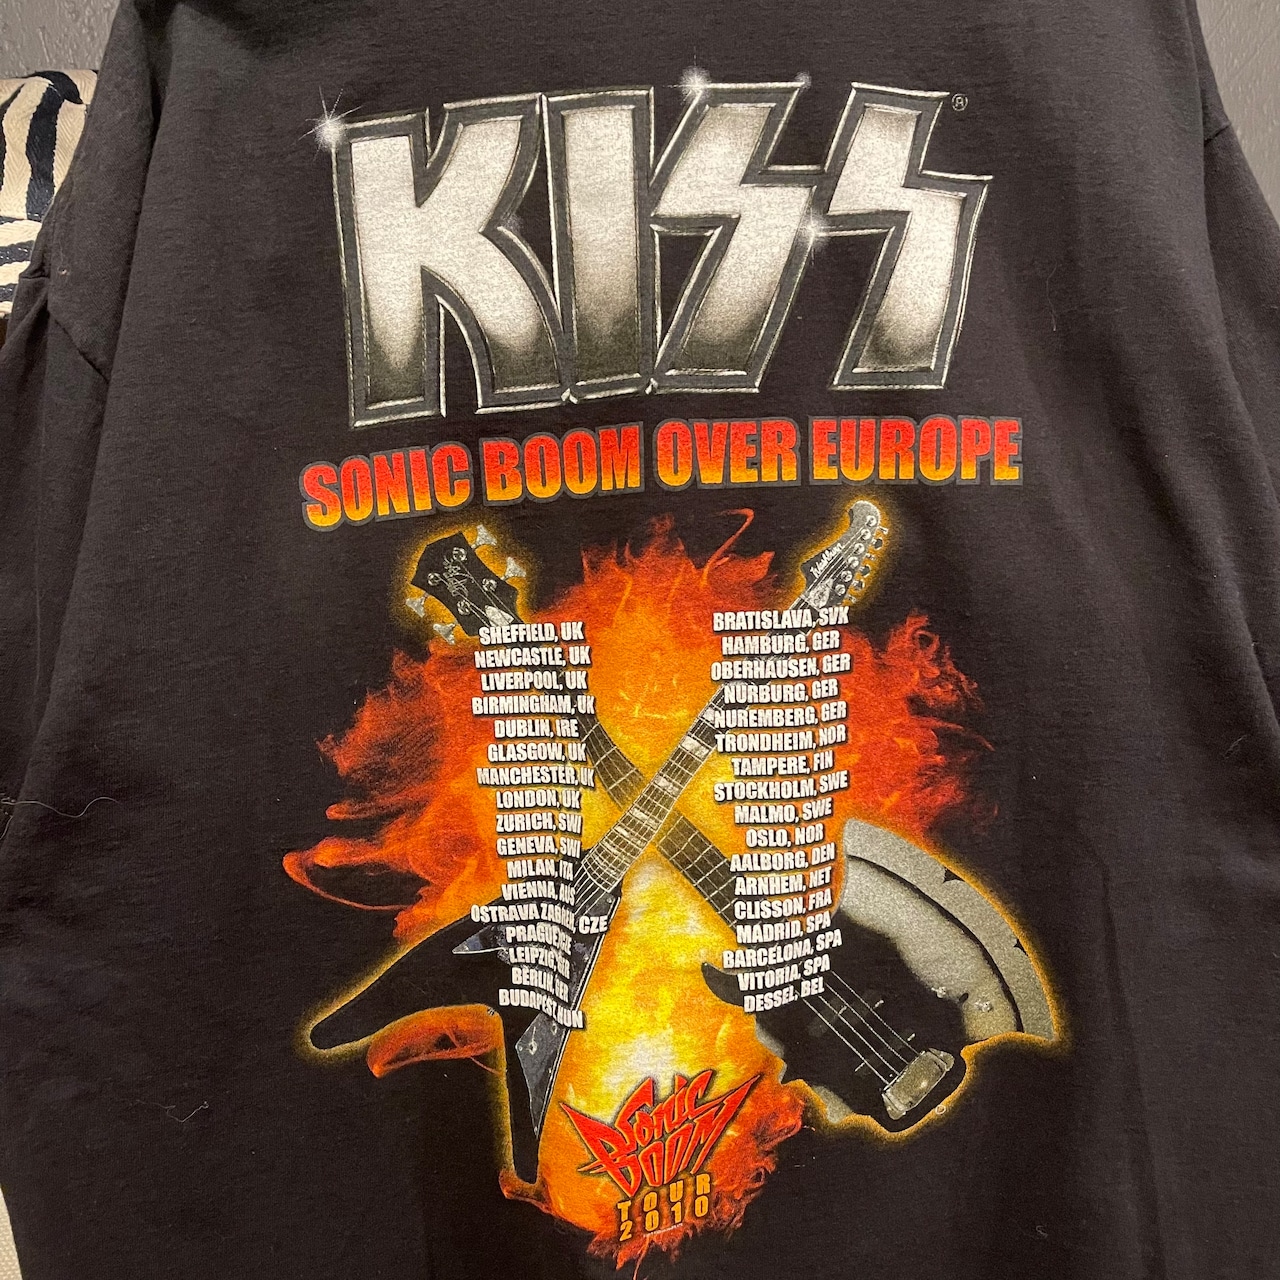 KISS®
SONIC BOOM OVER EUROPE
Washburn
SHEFFIELD, UK
NEWCASTLE, UK
LIVERPOOL, UK
BIRMINGHAM, UK
DUBLIN, IRE
GLASGOW, UK
MANCHESTER, UK
LONDON, UK
ZURICH, SWI
GENEVA, SWI
MILAN, ITA
VIENNA, AUS
OSTRAVA ZABREH, CZE
PRAGUE, CZE
LEIPZIG, GER
BERLIN, GER
BUDAPEST, HUN
BRATISLAVA, SVK
HAMBURG, GER
OBERHAUSEN, GER
NURBURG, GER
NUREMBERG, GER
TRONDHEIM, NOR
TAMPERE, FIN
STOCKHOLM, SWE
MALMO, SWE
OSLO, NOR
AALBORG, DEN
ARNHEM, NET
CLISSON, FRA
MADRID, SPA
BARCELONA, SPA
VITORIA, SPA
DESSEL, BEL
Sonic
BOOM
TOUR
2010